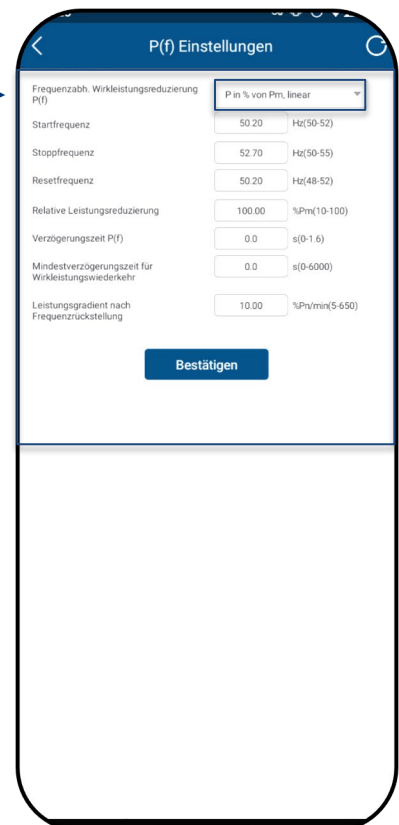 P(f) Einstellungen
Frequenzabh. Wirkleistungsreduzierung
P(f)
P in % von Pm, linear
Startfrequenz 50.20 Hz(50-52)
Stoppfrequenz 52.70 Hz(50-55)
Resetfrequenz 50.20 Hz(48-52)
Relative Leistungsreduzierung 100.00 %Pm(10-100)
Verzögerungszeit P(f) 0.0 s(0-1.6)
Mindestverzögerungszeit für
Wirkleistungswiederkehr
0.0 s(0-6000)
Leistungsgradient nach
Frequenzrückstellung
10.00 %Pn/min(5-650)
Bestätigen